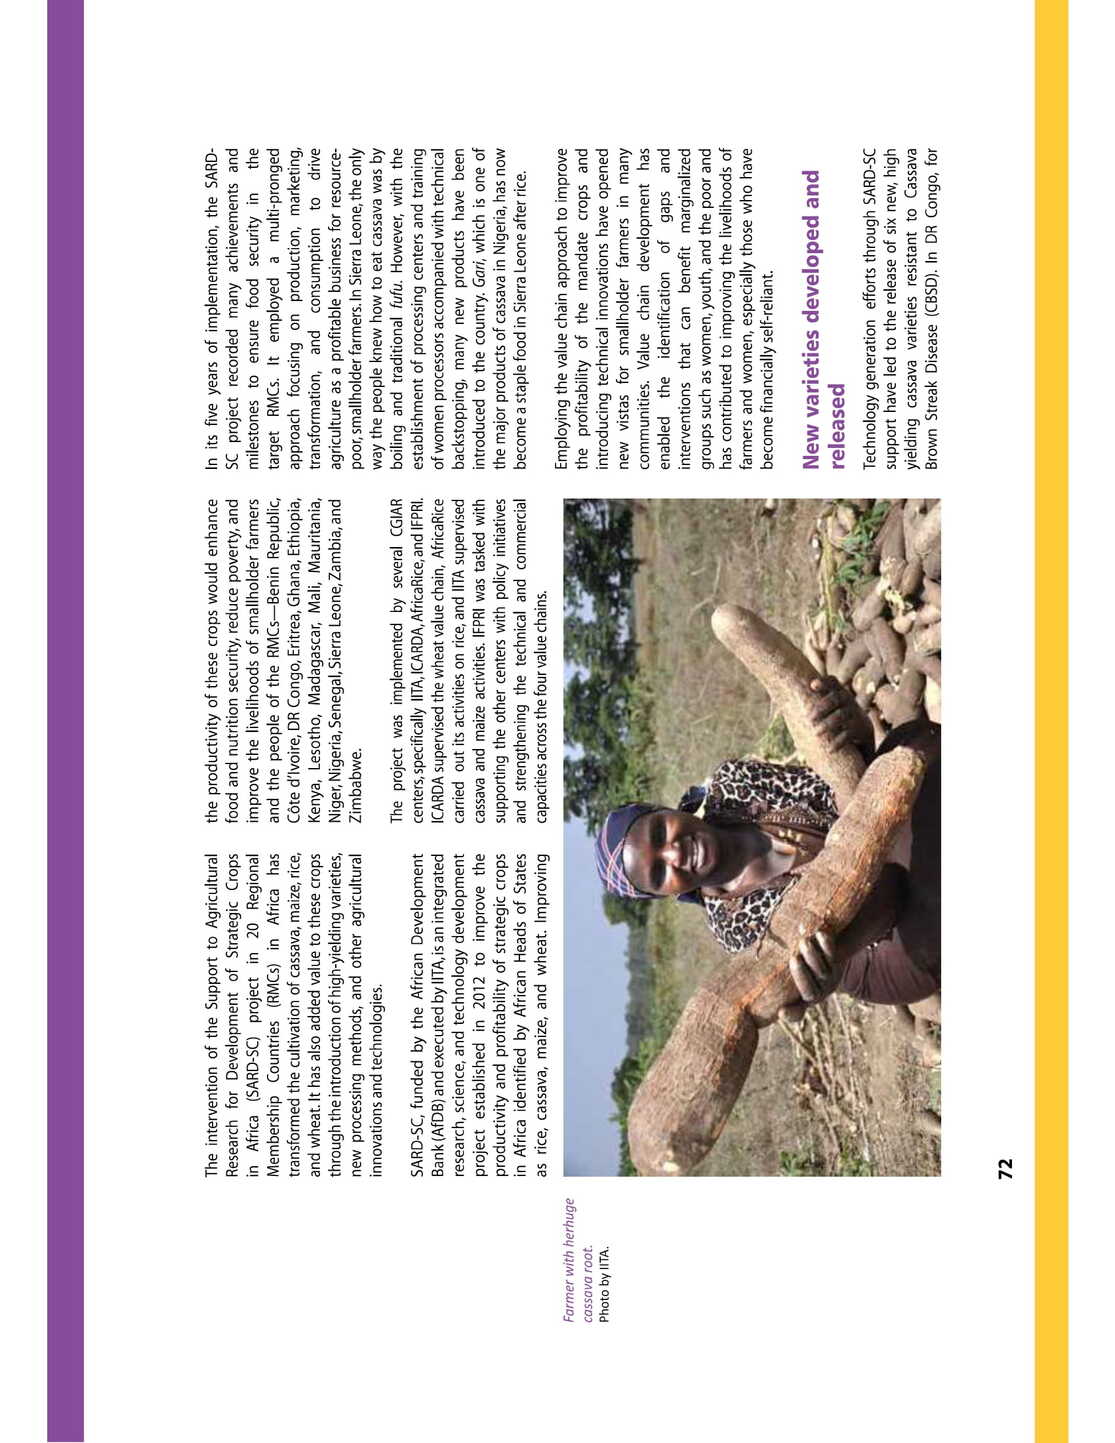 The intervention of the Support to Agricultural
Research for Development of Strategic Crops
in Africa (SARD-SC) project in 20 Regional
Membership Countries (RMCs) in Africa has
transformed the cultivation of cassava, maize, rice,
and wheat. It has also added value to these crops
through the introduction of high-yielding varieties,
new processing methods, and other agricultural
innovations and technologies.
SARD-SC, funded by the African Development
Bank (AfDB) and executed by IITA, is an integrated
research, science, and technology development
project established in 2012 to improve the
productivity and profitability of strategic crops
in Africa identified by African Heads of States
as rice, cassava, maize, and wheat. Improving
the productivity of these crops would enhance
food and nutrition security, reduce poverty, and
improve the livelihoods of smallholder farmers
and the people of the RMCs—Benin Republic,
Côte d'Ivoire, DR Congo, Eritrea, Ghana, Ethiopia,
Kenya, Lesotho, Madagascar, Mali, Mauritania,
Niger, Nigeria, Senegal, Sierra Leone, Zambia, and
Zimbabwe.
The project was implemented by several CGIAR
centers, specifically IITA, ICARDA, AfricaRice, and IFPRI.
ICARDA supervised the wheat value chain, AfricaRice
carried out its activities on rice, and IITA supervised
cassava and maize activities. IFPRI was tasked with
supporting the other centers with policy initiatives
and strengthening the technical and commercial
capacities across the four value chains.
In its five years of implementation, the SARD-
SC project recorded many achievements and
milestones to ensure food security in the
target RMCs. It employed a multi-pronged
approach focusing on production, marketing,
transformation, and consumption to drive
agriculture as a profitable business for resource-
poor, smallholder farmers. In Sierra Leone, the only
way the people knew how to eat cassava was by
boiling and traditional fufu. However, with the
establishment of processing centers and training
of women processors accompanied with technical
backstopping, many new products have been
introduced to the country. Gari, which is one of
the major products of cassava in Nigeria, has now
become a staple food in Sierra Leone after rice.
Employing the value chain approach to improve
the profitability of the mandate crops and
introducing technical innovations have opened
new vistas for smallholder farmers in many
communities. Value chain development has
enabled the identification of gaps and
interventions that can benefit marginalized
groups such as women, youth, and the poor and
has contributed to improving the livelihoods of
farmers and women, especially those who have
become financially self-reliant.
New varieties developed and
released
Technology generation efforts through SARD-SC
support have led to the release of six new, high
yielding cassava varieties resistant to Cassava
Brown Streak Disease (CBSD). In DR Congo, for
Farmer with herhuge
cassava root.
Photo by IITA.
72